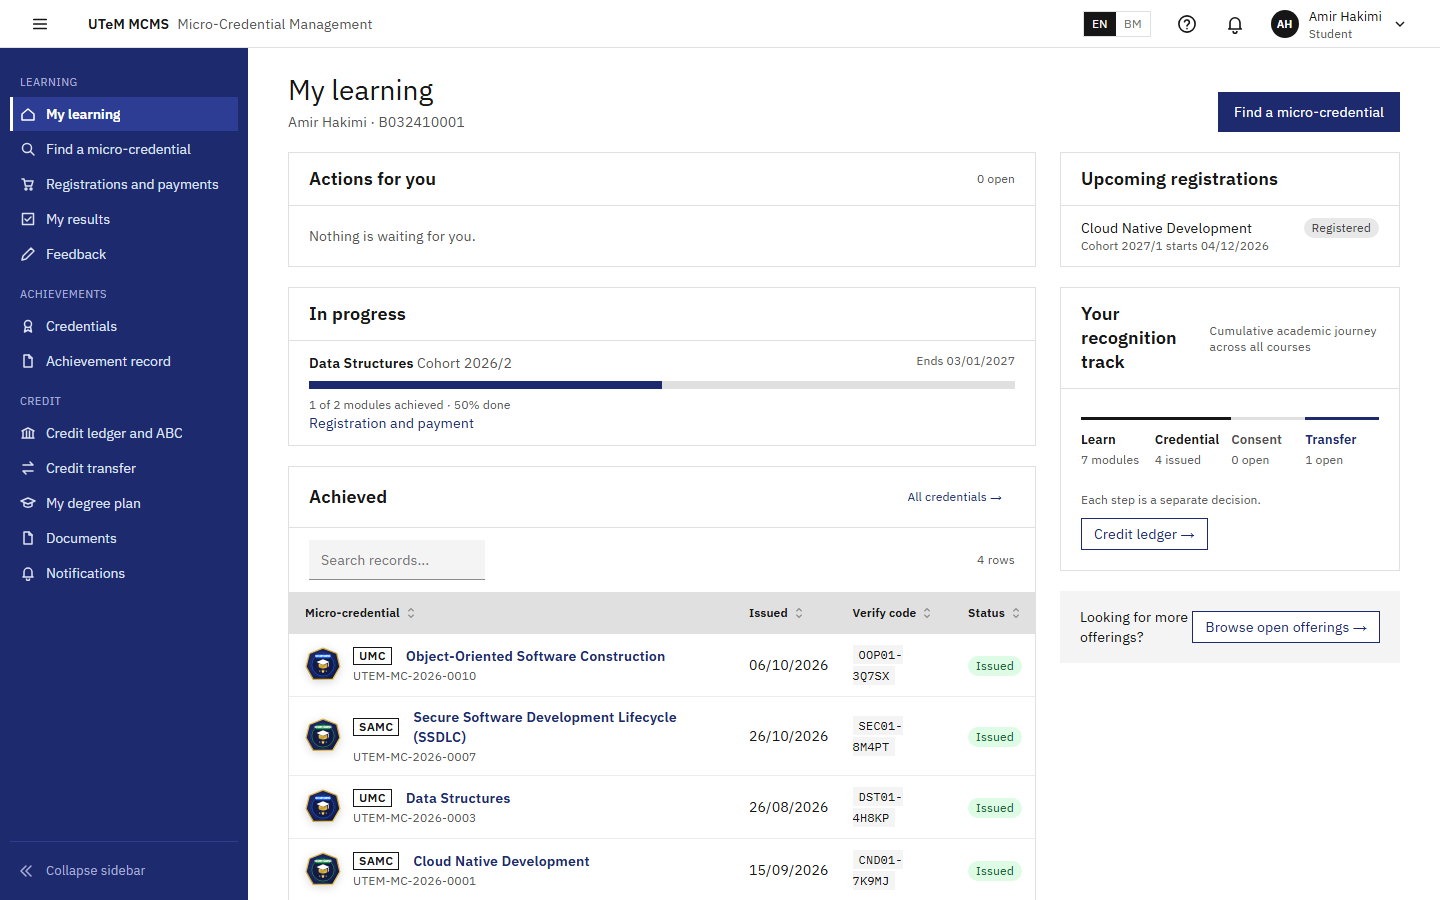 UTeM MCMS Micro-Credential Management
EN BM
AH
Amir Hakimi
Student
LEARNING
My learning
Find a micro-credential
Registrations and payments
My results
Feedback
ACHIEVEMENTS
Credentials
Achievement record
CREDIT
Credit ledger and ABC
Credit transfer
My degree plan
Documents
Notifications
Collapse sidebar
My learning
Amir Hakimi · B032410001
Find a micro-credential
Actions for you
0 open
Nothing is waiting for you.
In progress
Data Structures Cohort 2026/2
Ends 03/01/2027
1 of 2 modules achieved · 50% done
Registration and payment
Achieved
All credentials →
Search records...
4 rows
Micro-credential Issued Verify code Status
UMC Object-Oriented Software Construction
UTEM-MC-2026-0010
06/10/2026
OOP01-
3Q7SX
Issued
SAMC Secure Software Development Lifecycle
(SSDLC)
UTEM-MC-2026-0007
26/10/2026
SEC01-
8M4PT
Issued
UMC Data Structures
UTEM-MC-2026-0003
26/08/2026
DST01-
4H8KP
Issued
SAMC Cloud Native Development
UTEM-MC-2026-0001
15/09/2026
CND01-
7K9MJ
Issued
Upcoming registrations
Cloud Native Development
Registered
Cohort 2027/1 starts 04/12/2026
Your
recognition
track
Cumulative academic journey
across all courses
Learn Credential Consent Transfer
7 modules 4 issued 0 open 1 open
Each step is a separate decision.
Credit ledger →
Looking for more
offerings?
Browse open offerings →